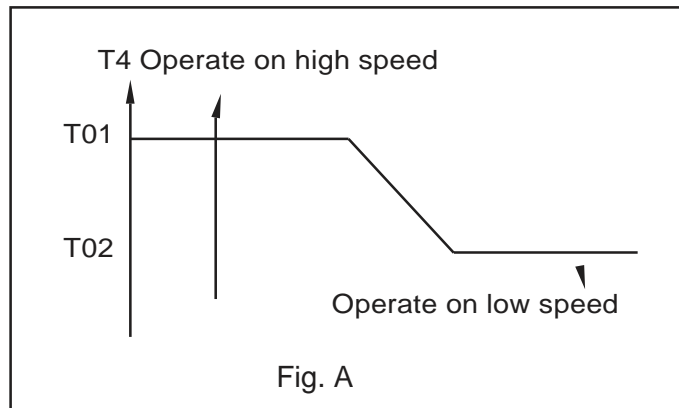 T4 Operate on high speed
T01
T02
Operate on low speed
Fig. A